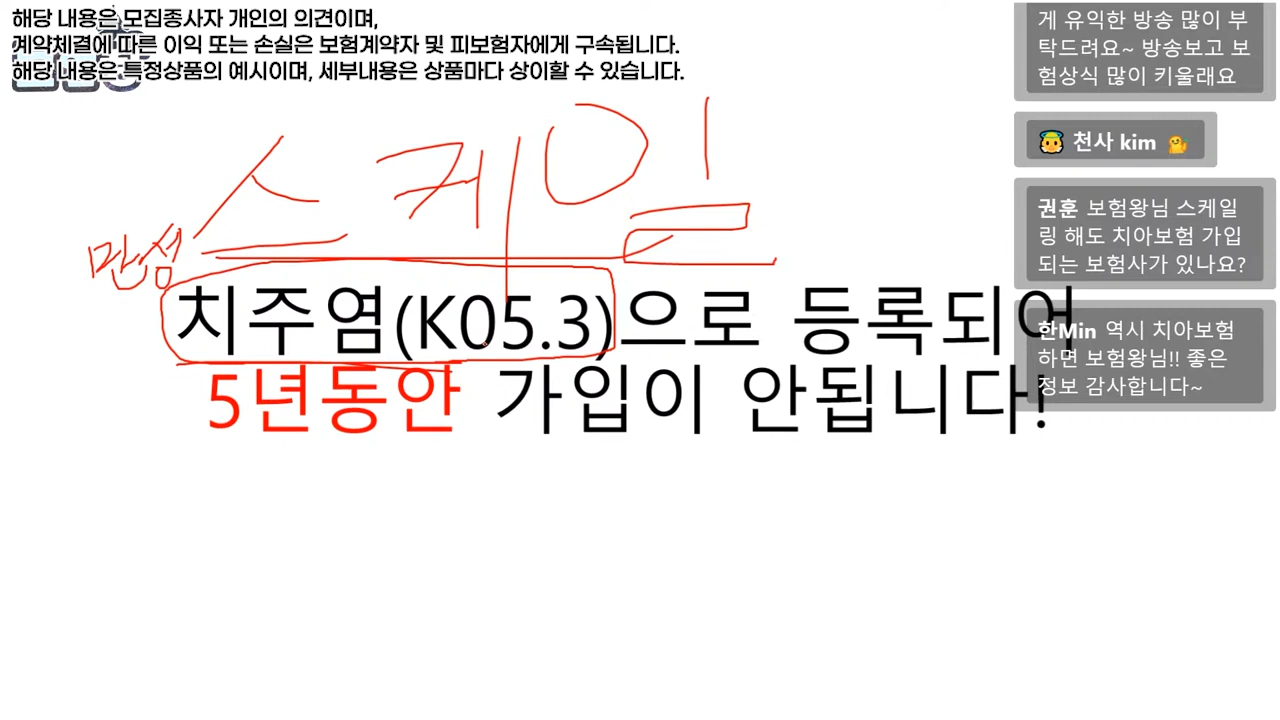 해당 내용은 모집종사자 개인의 의견이며,
계약체결에 따른 이익 또는 손실은 보험계약자 및 피보험자에게 구속됩니다.
해당 내용은 특정상품의 예시이며, 세부내용은 상품마다 상이할 수 있습니다.
스케일
만성
치주염(K05.3)으로 등록되어
5년동안 가입이 안됩니다!
게 유익한 방송 많이 부
탁드려요~ 방송보고 보
험상식 많이 키울래요
천사 kim
권훈 보험왕님 스케일
링 해도 치아보험 가입
되는 보험사가 있나요?
한Min 역시 치아보험
하면 보험왕님!! 좋은
정보 감사합니다~